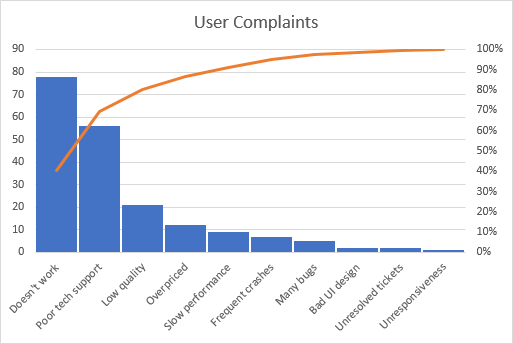 User Complaints
90
80
70
60
50
40
30
20
10
0
100%
90%
80%
70%
60%
50%
40%
30%
20%
10%
0%
Doesn't work
Poor tech support
Low quality
Overpriced
Slow performance
Frequent crashes
Many bugs
Bad UI design
Unresolved tickets
Unresponsiveness